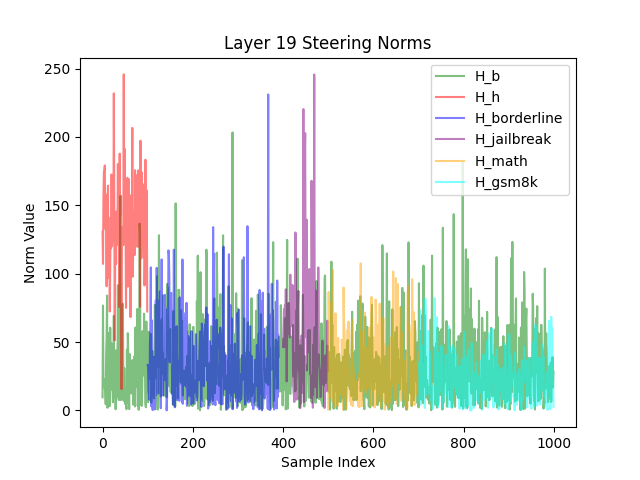 Layer 19 Steering Norms
250
200
150
100
50
0
Norm Value
0 200 400 600 800 1000
Sample Index
H_b
H_h
H_borderline
H_jailbreak
H_math
H_gsm8k